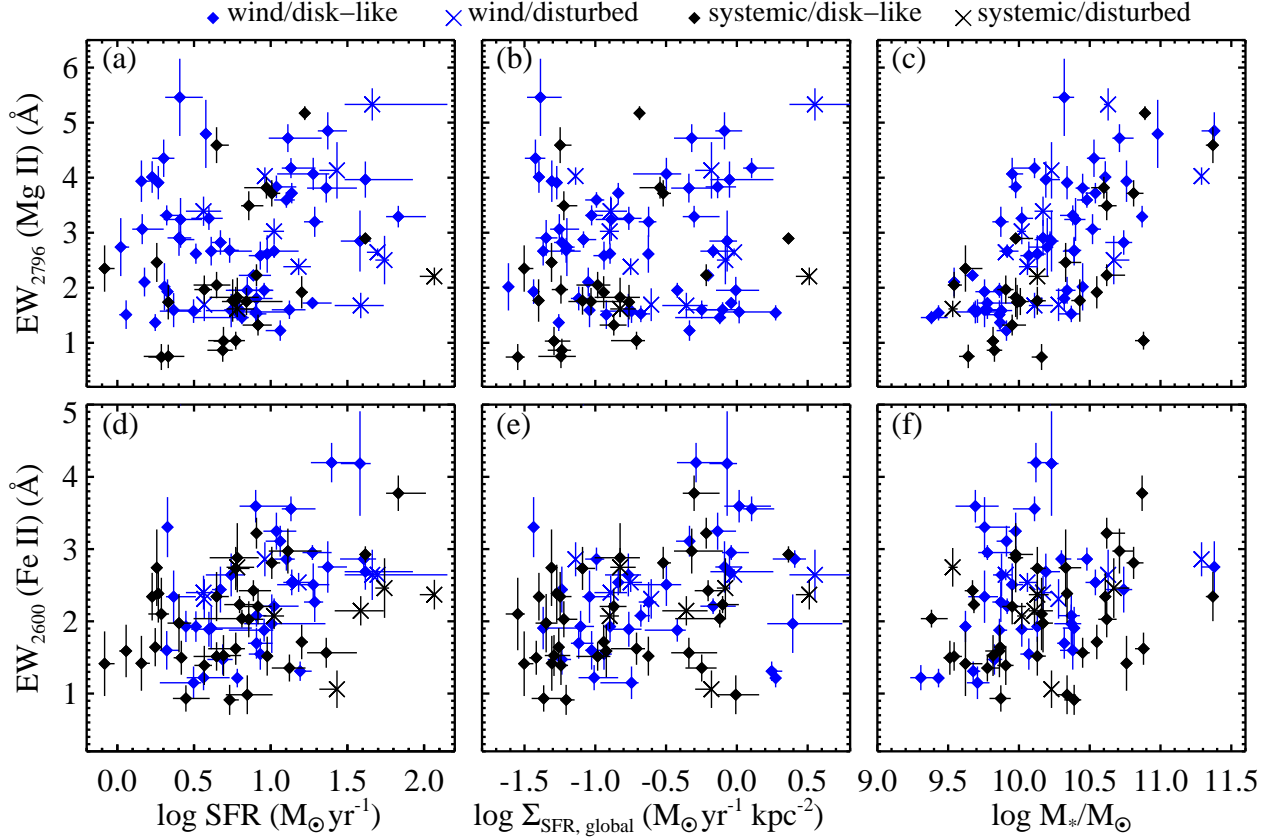 wind/disk−like wind/disturbed systemic/disk−like systemic/disturbed
(a) (b) (c)
EW2796 (Mg II) (Å)
6
5
4
3
2
1
(d) (e) (f)
EW2600 (Fe II) (Å)
5
4
3
2
1
0.0 0.5 1.0 1.5 2.0 -1.5 -1.0 -0.5 0.0 0.5 9.0 9.5 10.0 10.5 11.0 11.5
log SFR (M⊙ yr-1) log ΣSFR, global (M⊙ yr-1 kpc-2) log M*/M⊙